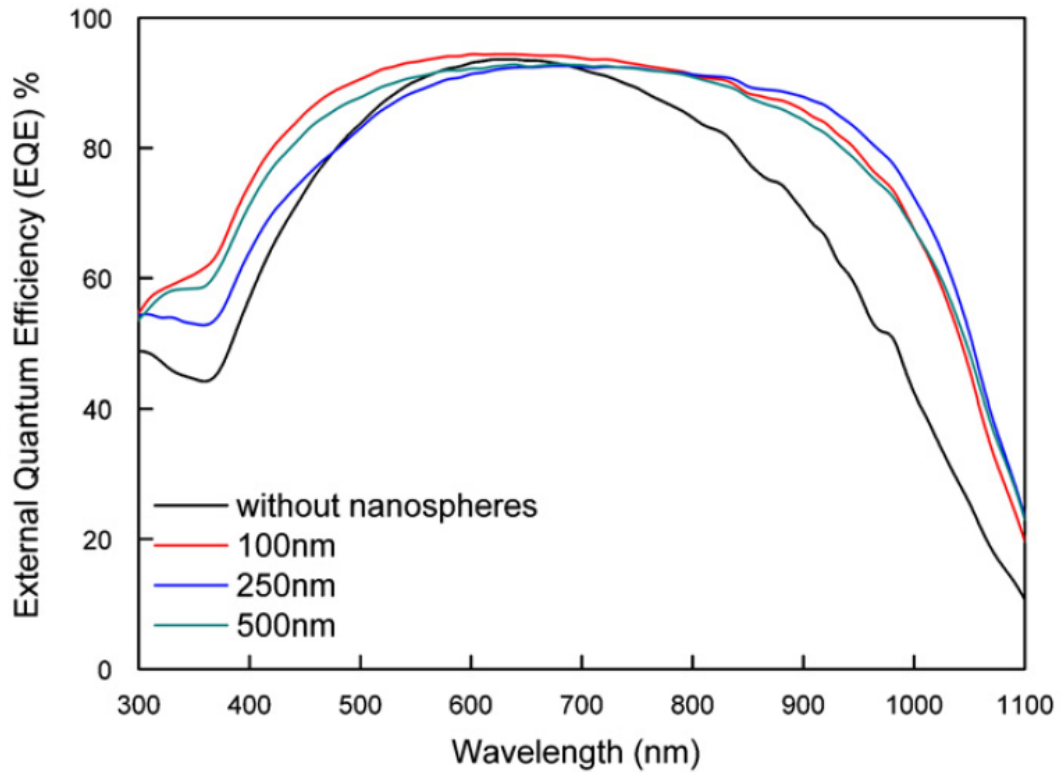 External Quantum Efficiency (EQE) %
100
80
60
40
20
0
without nanospheres
100nm
250nm
500nm
300 400 500 600 700 800 900 1000 1100
Wavelength (nm)